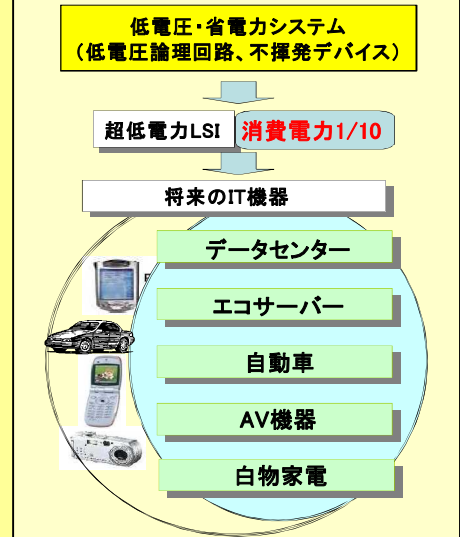 低電圧・省電力システム
（低電圧論理回路、不揮発デバイス）
超低電力LSI
消費電力1/10
将来のIT機器
データセンター
エコサーバー
自動車
AV機器
白物家電